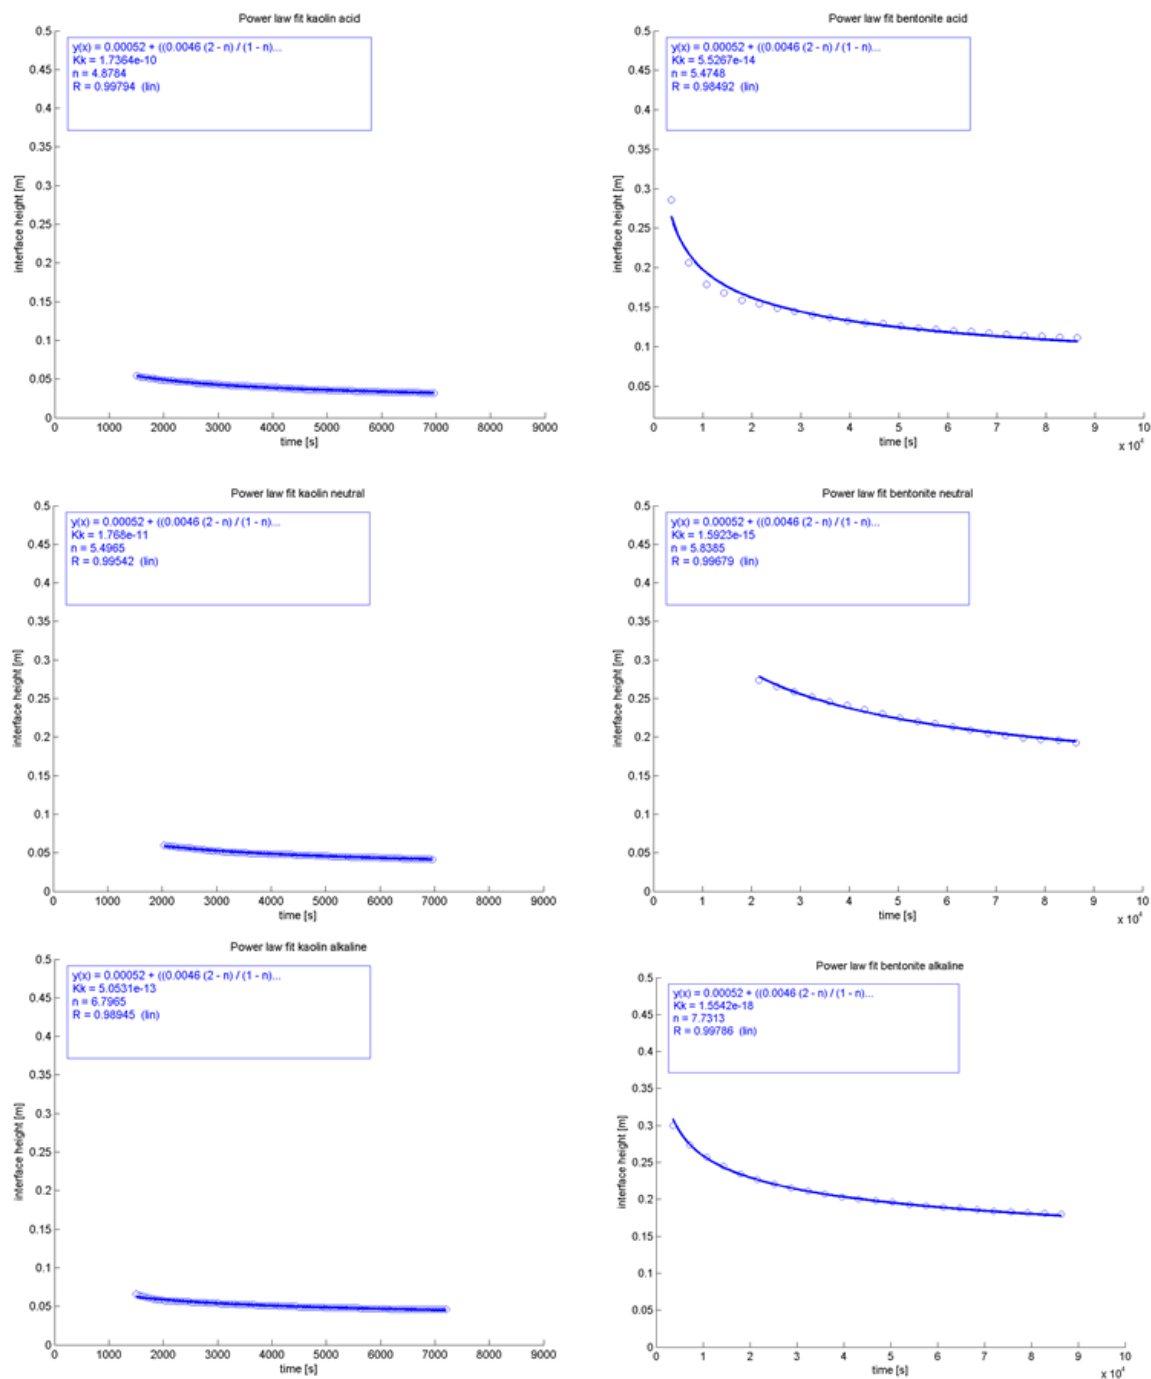 Power law fit kaolin acid
y(x) = 0.00052 + ((0.0046 (2 - n) / (1 - n)...
Kk = 1.7364e-10
n = 4.8784
R = 0.99794 (lin)
interface height [m]
0.5
0.45
0.4
0.35
0.3
0.25
0.2
0.15
0.1
0.05
0
0 1000 2000 3000 4000 5000 6000 7000 8000 9000
time [s]
Power law fit bentonite acid
y(x) = 0.00052 + ((0.0046 (2 - n) / (1 - n)...
Kk = 5.5267e-14
n = 5.4748
R = 0.98492 (lin)
interface height [m]
0.5
0.45
0.4
0.35
0.3
0.25
0.2
0.15
0.1
0.05
0 1 2 3 4 5 6 7 8 9 10
time [s]
x 10⁴
Power law fit kaolin neutral
y(x) = 0.00052 + ((0.0046 (2 - n) / (1 - n)...
Kk = 1.768e-11
n = 5.4965
R = 0.99542 (lin)
interface height [m]
0.5
0.45
0.4
0.35
0.3
0.25
0.2
0.15
0.1
0.05
0
0 1000 2000 3000 4000 5000 6000 7000 8000 9000
time [s]
Power law fit bentonite neutral
y(x) = 0.00052 + ((0.0046 (2 - n) / (1 - n)...
Kk = 1.5923e-15
n = 5.8385
R = 0.99679 (lin)
interface height [m]
0.5
0.45
0.4
0.35
0.3
0.25
0.2
0.15
0.1
0.05
0
0 1 2 3 4 5 6 7 8 9 10
time [s]
x 10⁴
Power law fit kaolin alkaline
y(x) = 0.00052 + ((0.0046 (2 - n) / (1 - n)...
Kk = 5.0531e-13
n = 6.7965
R = 0.98945 (lin)
interface height [m]
0.5
0.45
0.4
0.35
0.3
0.25
0.2
0.15
0.1
0.05
0
0 1000 2000 3000 4000 5000 6000 7000 8000 9000
time [s]
Power law fit bentonite alkaline
y(x) = 0.00052 + ((0.0046 (2 - n) / (1 - n)...
Kk = 1.5542e-18
n = 7.7313
R = 0.99786 (lin)
interface height [m]
0.5
0.45
0.4
0.35
0.3
0.25
0.2
0.15
0.1
0.05
0
0 1 2 3 4 5 6 7 8 9 10
time [s]
x 10⁴